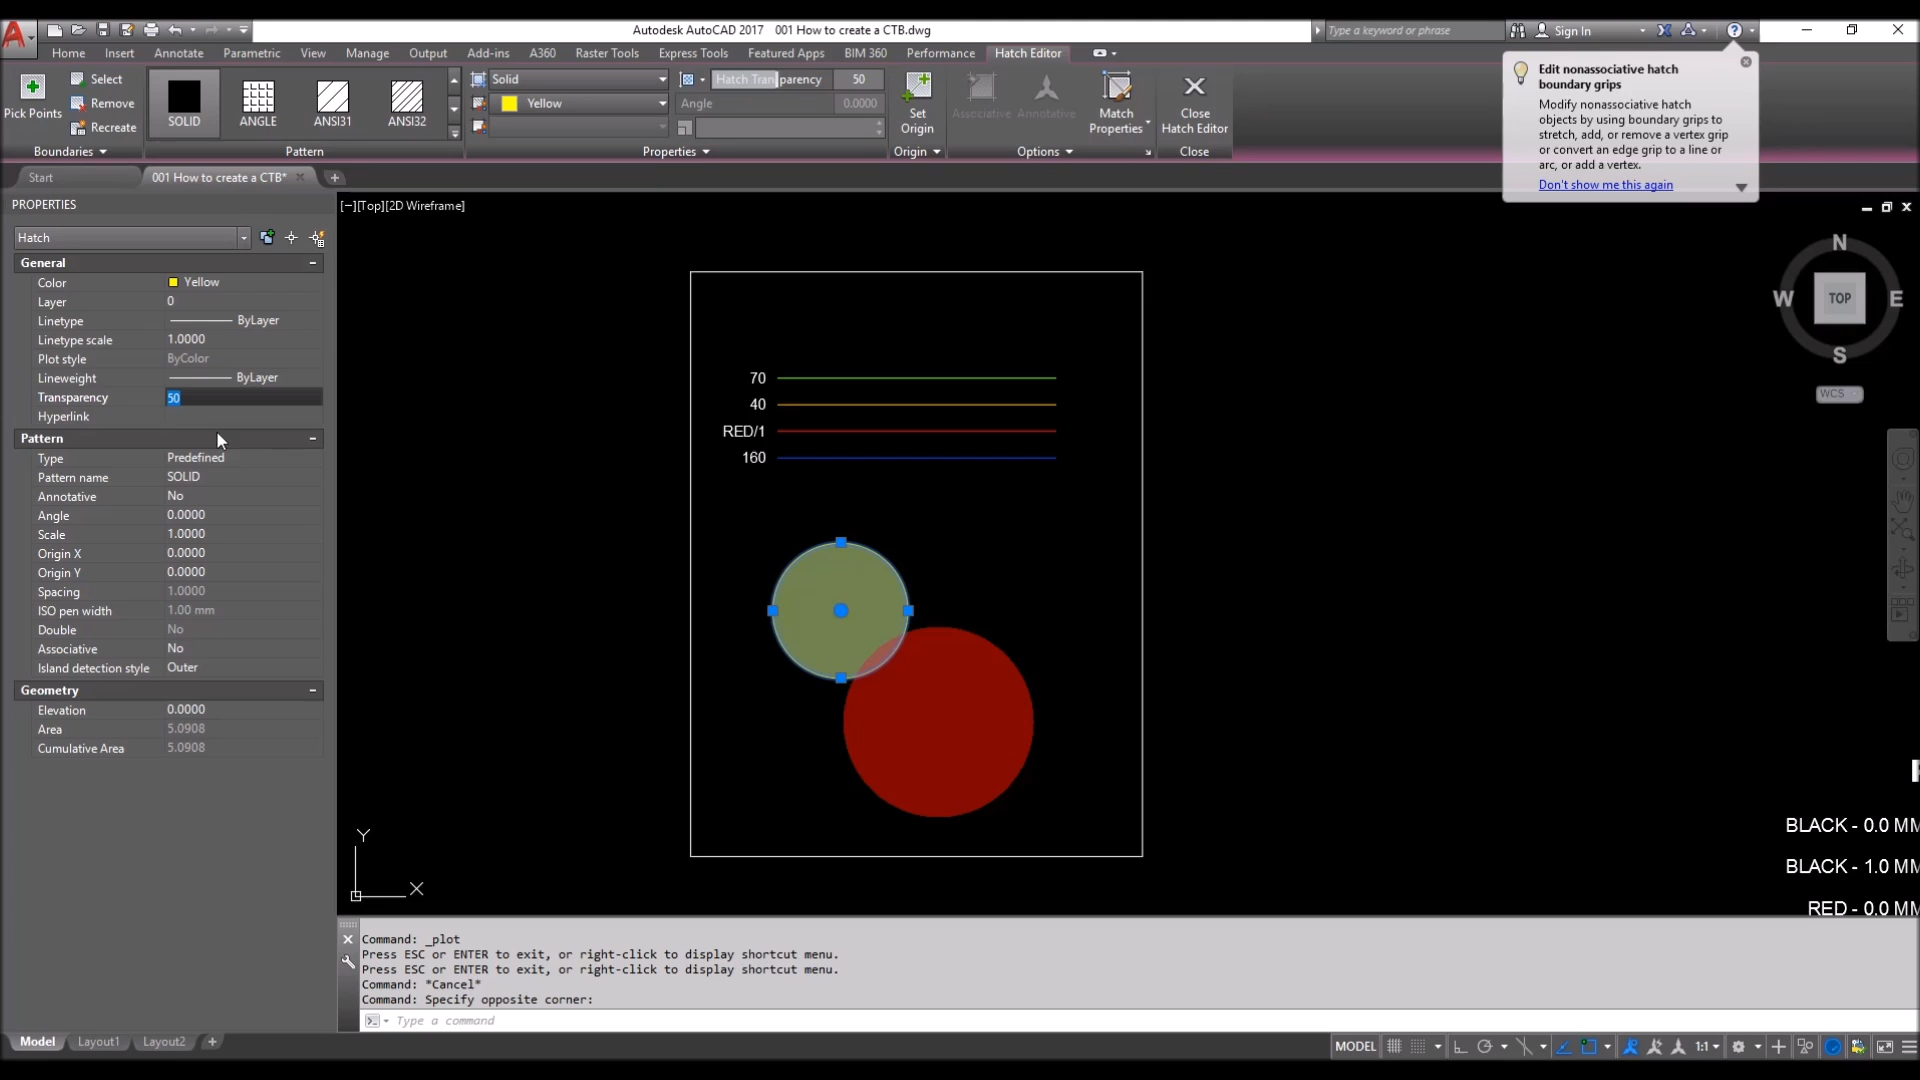 Autodesk AutoCAD 2017   001 How to create a CTB.dwg
Type a keyword or phrase
Sign In
Home Insert Annotate Parametric View Manage Output Add-ins A360 Raster Tools Express Tools Featured Apps BIM 360 Performance Hatch Editor
Pick Points
Select
Remove
Recreate
Boundaries
SOLID
ANGLE
ANSI31
ANSI32
Pattern
Solid
Yellow
Hatch Transparency 50
Angle 0.0000
Properties
Set
Origin
Origin
Associative
Annotative
Match
Properties
Options
Close
Hatch Editor
Close
Edit nonassociative hatch
boundary grips
Modify nonassociative hatch
objects by using boundary grips to
stretch, add, or remove a vertex grip
or convert an edge grip to a line or
arc, or add a vertex.
Don't show me this again
Start
001 How to create a CTB*
PROPERTIES
Hatch
General
Color Yellow
Layer 0
Linetype ByLayer
Linetype scale 1.0000
Plot style ByColor
Lineweight ByLayer
Transparency 50
Hyperlink
Pattern
Type Predefined
Pattern name SOLID
Annotative No
Angle 0.0000
Scale 1.0000
Origin X 0.0000
Origin Y 0.0000
Spacing 1.0000
ISO pen width 1.00 mm
Double No
Associative No
Island detection style Outer
Geometry
Elevation 0.0000
Area 5.0908
Cumulative Area 5.0908
[−][Top][2D Wireframe]
70
40
RED/1
160
N
W TOP E
S
WCS
BLACK - 0.0 MM
BLACK - 1.0 MM
RED - 0.0 MM
Y
X
Command: _plot
Press ESC or ENTER to exit, or right-click to display shortcut menu.
Press ESC or ENTER to exit, or right-click to display shortcut menu.
Command: *Cancel*
Command: Specify opposite corner:
Type a command
Model Layout1 Layout2 +
MODEL 1:1